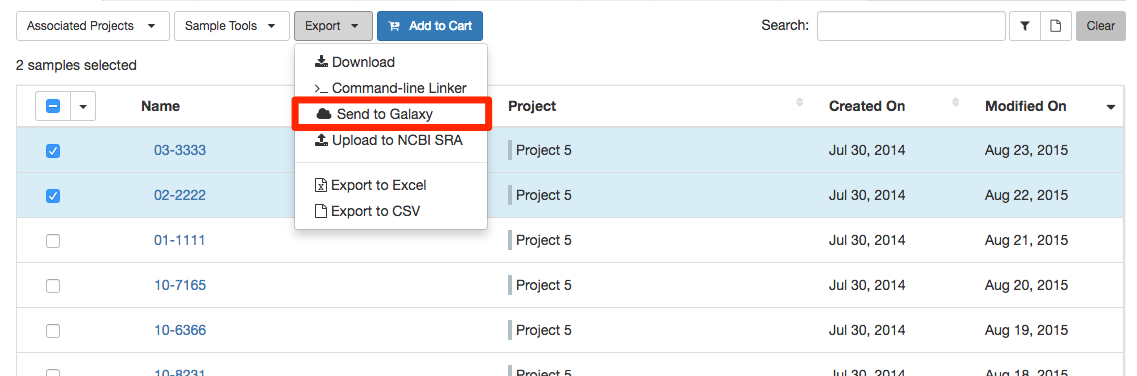 Associated Projects Sample Tools Export Add to Cart Search: Clear
2 samples selected
Download
Command-line Linker
Send to Galaxy
Upload to NCBI SRA
Export to Excel
Export to CSV
Name Project Created On Modified On
03-3333 Project 5 Jul 30, 2014 Aug 23, 2015
02-2222 Project 5 Jul 30, 2014 Aug 22, 2015
01-1111 Project 5 Jul 30, 2014 Aug 21, 2015
10-7165 Project 5 Jul 30, 2014 Aug 20, 2015
10-6366 Project 5 Jul 30, 2014 Aug 19, 2015
10-8231 Project 5 Jul 30, 2014 Aug 18, 2015